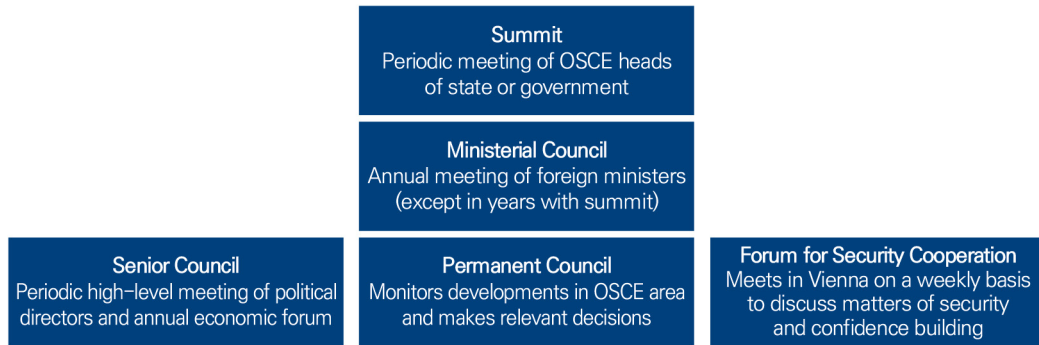 Summit
Periodic meeting of OSCE heads
of state or government
Ministerial Council
Annual meeting of foreign ministers
(except in years with summit)
Senior Council
Periodic high-level meeting of political
directors and annual economic forum
Permanent Council
Monitors developments in OSCE area
and makes relevant decisions
Forum for Security Cooperation
Meets in Vienna on a weekly basis
to discuss matters of security
and confidence building